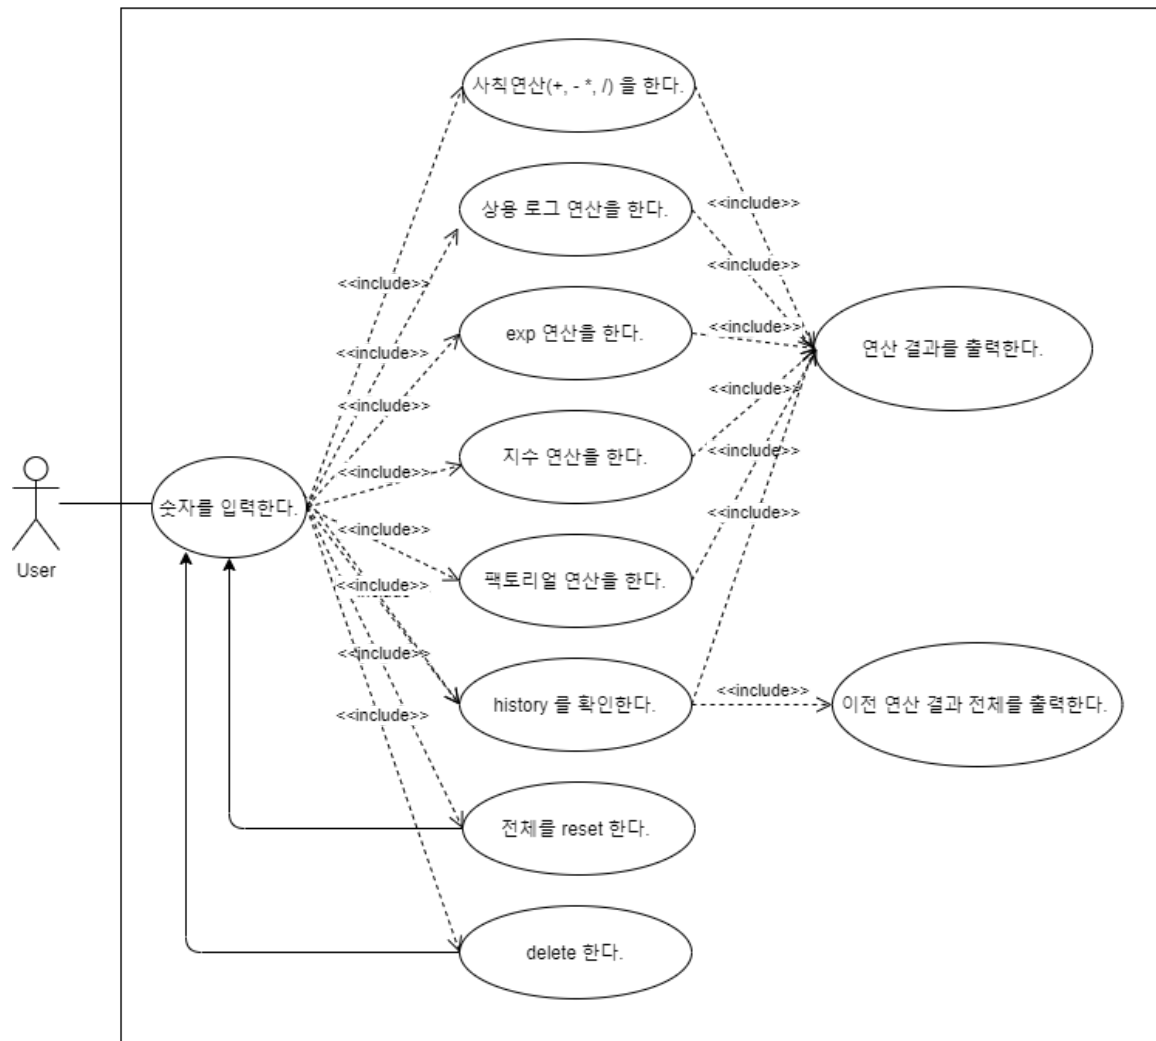 사칙연산(+, - *, /) 을 한다.
상용 로그 연산을 한다.
<<include>>
<<include>>
<<include>>
exp 연산을 한다.
<<include>>
연산 결과를 출력한다.
<<include>>
<<include>>
<<include>>
지수 연산을 한다.
<<include>>
<<include>>
숫자를 입력한다.
<<include>>
<<include>>
User
팩토리얼 연산을 한다.
<<include>>
<<include>>
history 를 확인한다.
<<include>>
이전 연산 결과 전체를 출력한다.
<<include>>
전체를 reset 한다.
delete 한다.